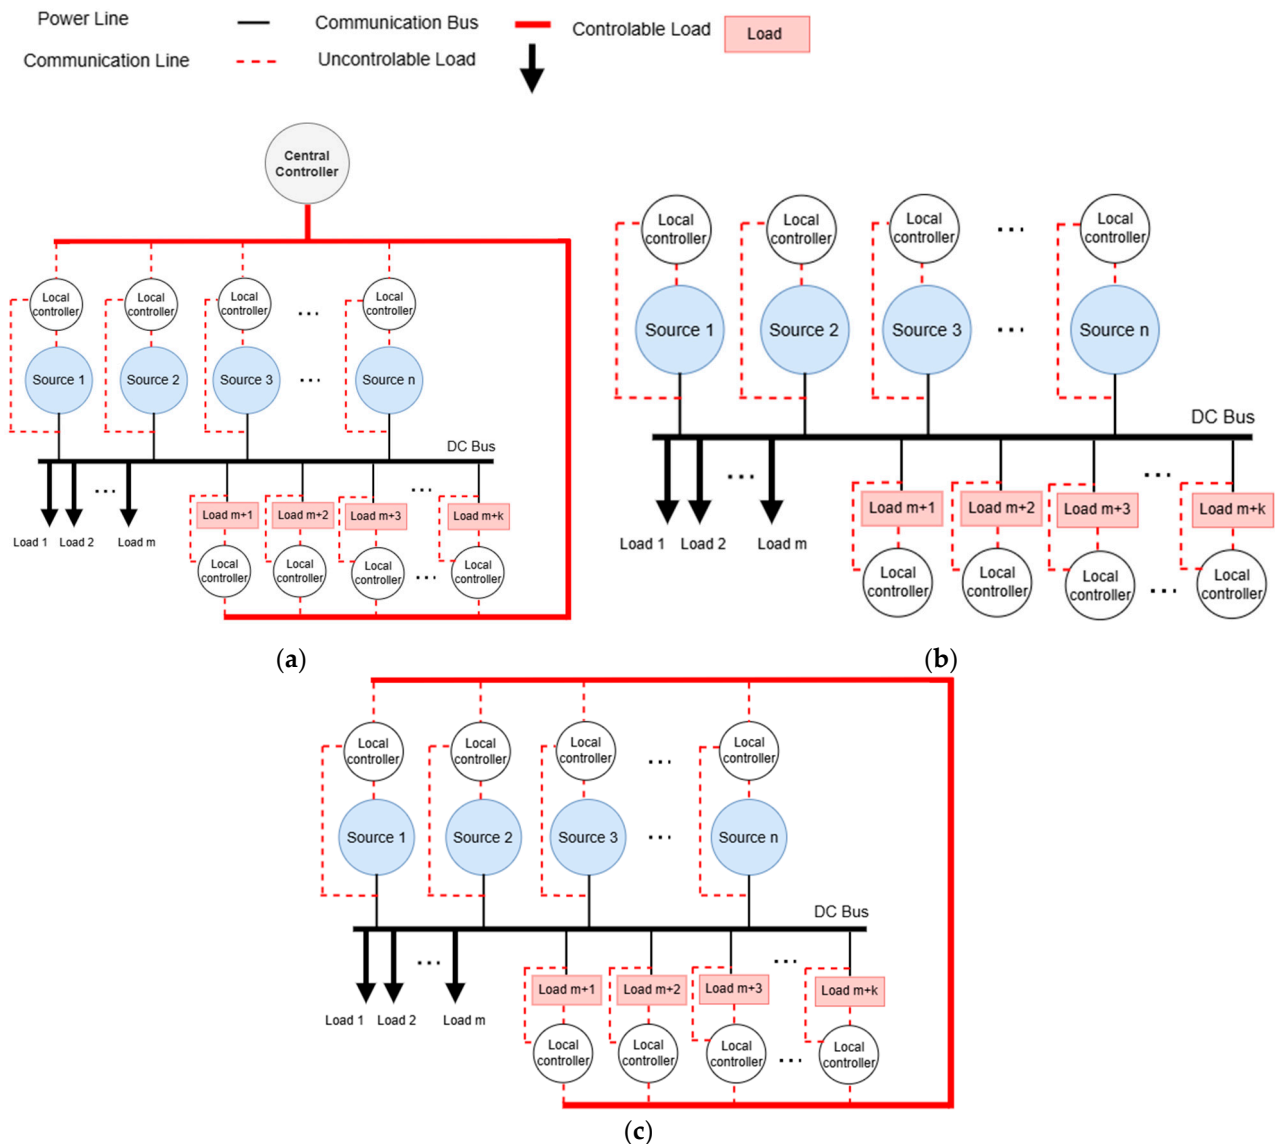 Power Line
Communication Bus
Controlable Load
Load
Communication Line
Uncontrolable Load
Central
Controller
Local
controller
Local
controller
Local
controller
Local
controller
Source 1
Source 2
Source 3
Source n
DC Bus
Load m+1
Load m+2
Load m+3
Load m+k
Load 1
Load 2
Load m
Local
controller
Local
controller
Local
controller
Local
controller
(a)
Local
controller
Local
controller
Local
controller
Local
controller
Source 1
Source 2
Source 3
Source n
DC Bus
Load m+1
Load m+2
Load m+3
Load m+k
Load 1
Load 2
Load m
Local
controller
Local
controller
Local
controller
Local
controller
(b)
Local
controller
Local
controller
Local
controller
Local
controller
Source 1
Source 2
Source 3
Source n
DC Bus
Load m+1
Load m+2
Load m+3
Load m+k
Load 1
Load 2
Load m
Local
controller
Local
controller
Local
controller
Local
controller
(c)